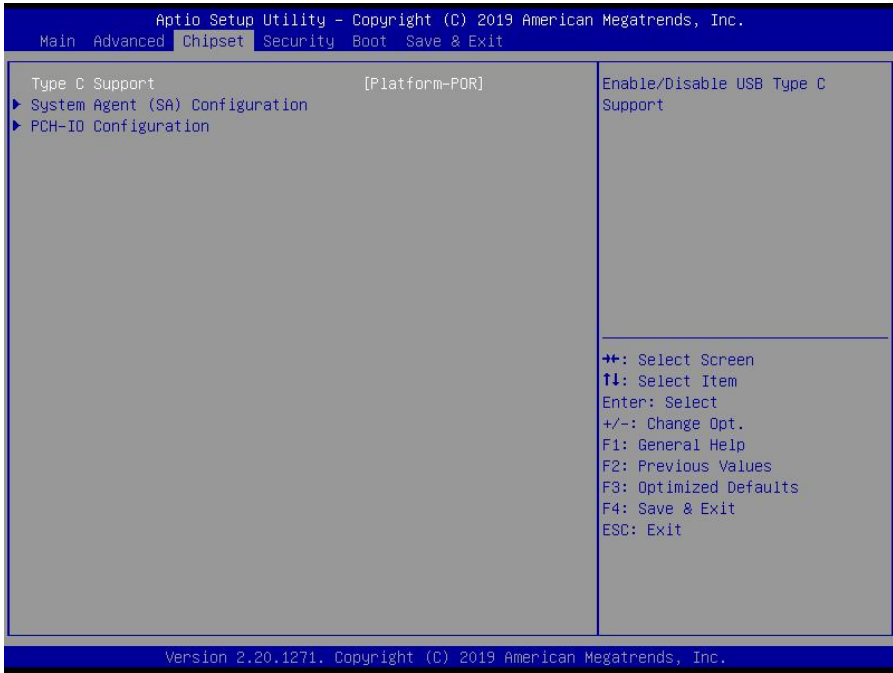 Aptio Setup Utility – Copyright (C) 2019 American Megatrends, Inc.
Main Advanced Chipset Security Boot Save & Exit
Type C Support [Platform-POR]
System Agent (SA) Configuration
PCH-IO Configuration
Enable/Disable USB Type C
Support
→←: Select Screen
↑↓: Select Item
Enter: Select
+/-: Change Opt.
F1: General Help
F2: Previous Values
F3: Optimized Defaults
F4: Save & Exit
ESC: Exit
Version 2.20.1271. Copyright (C) 2019 American Megatrends, Inc.